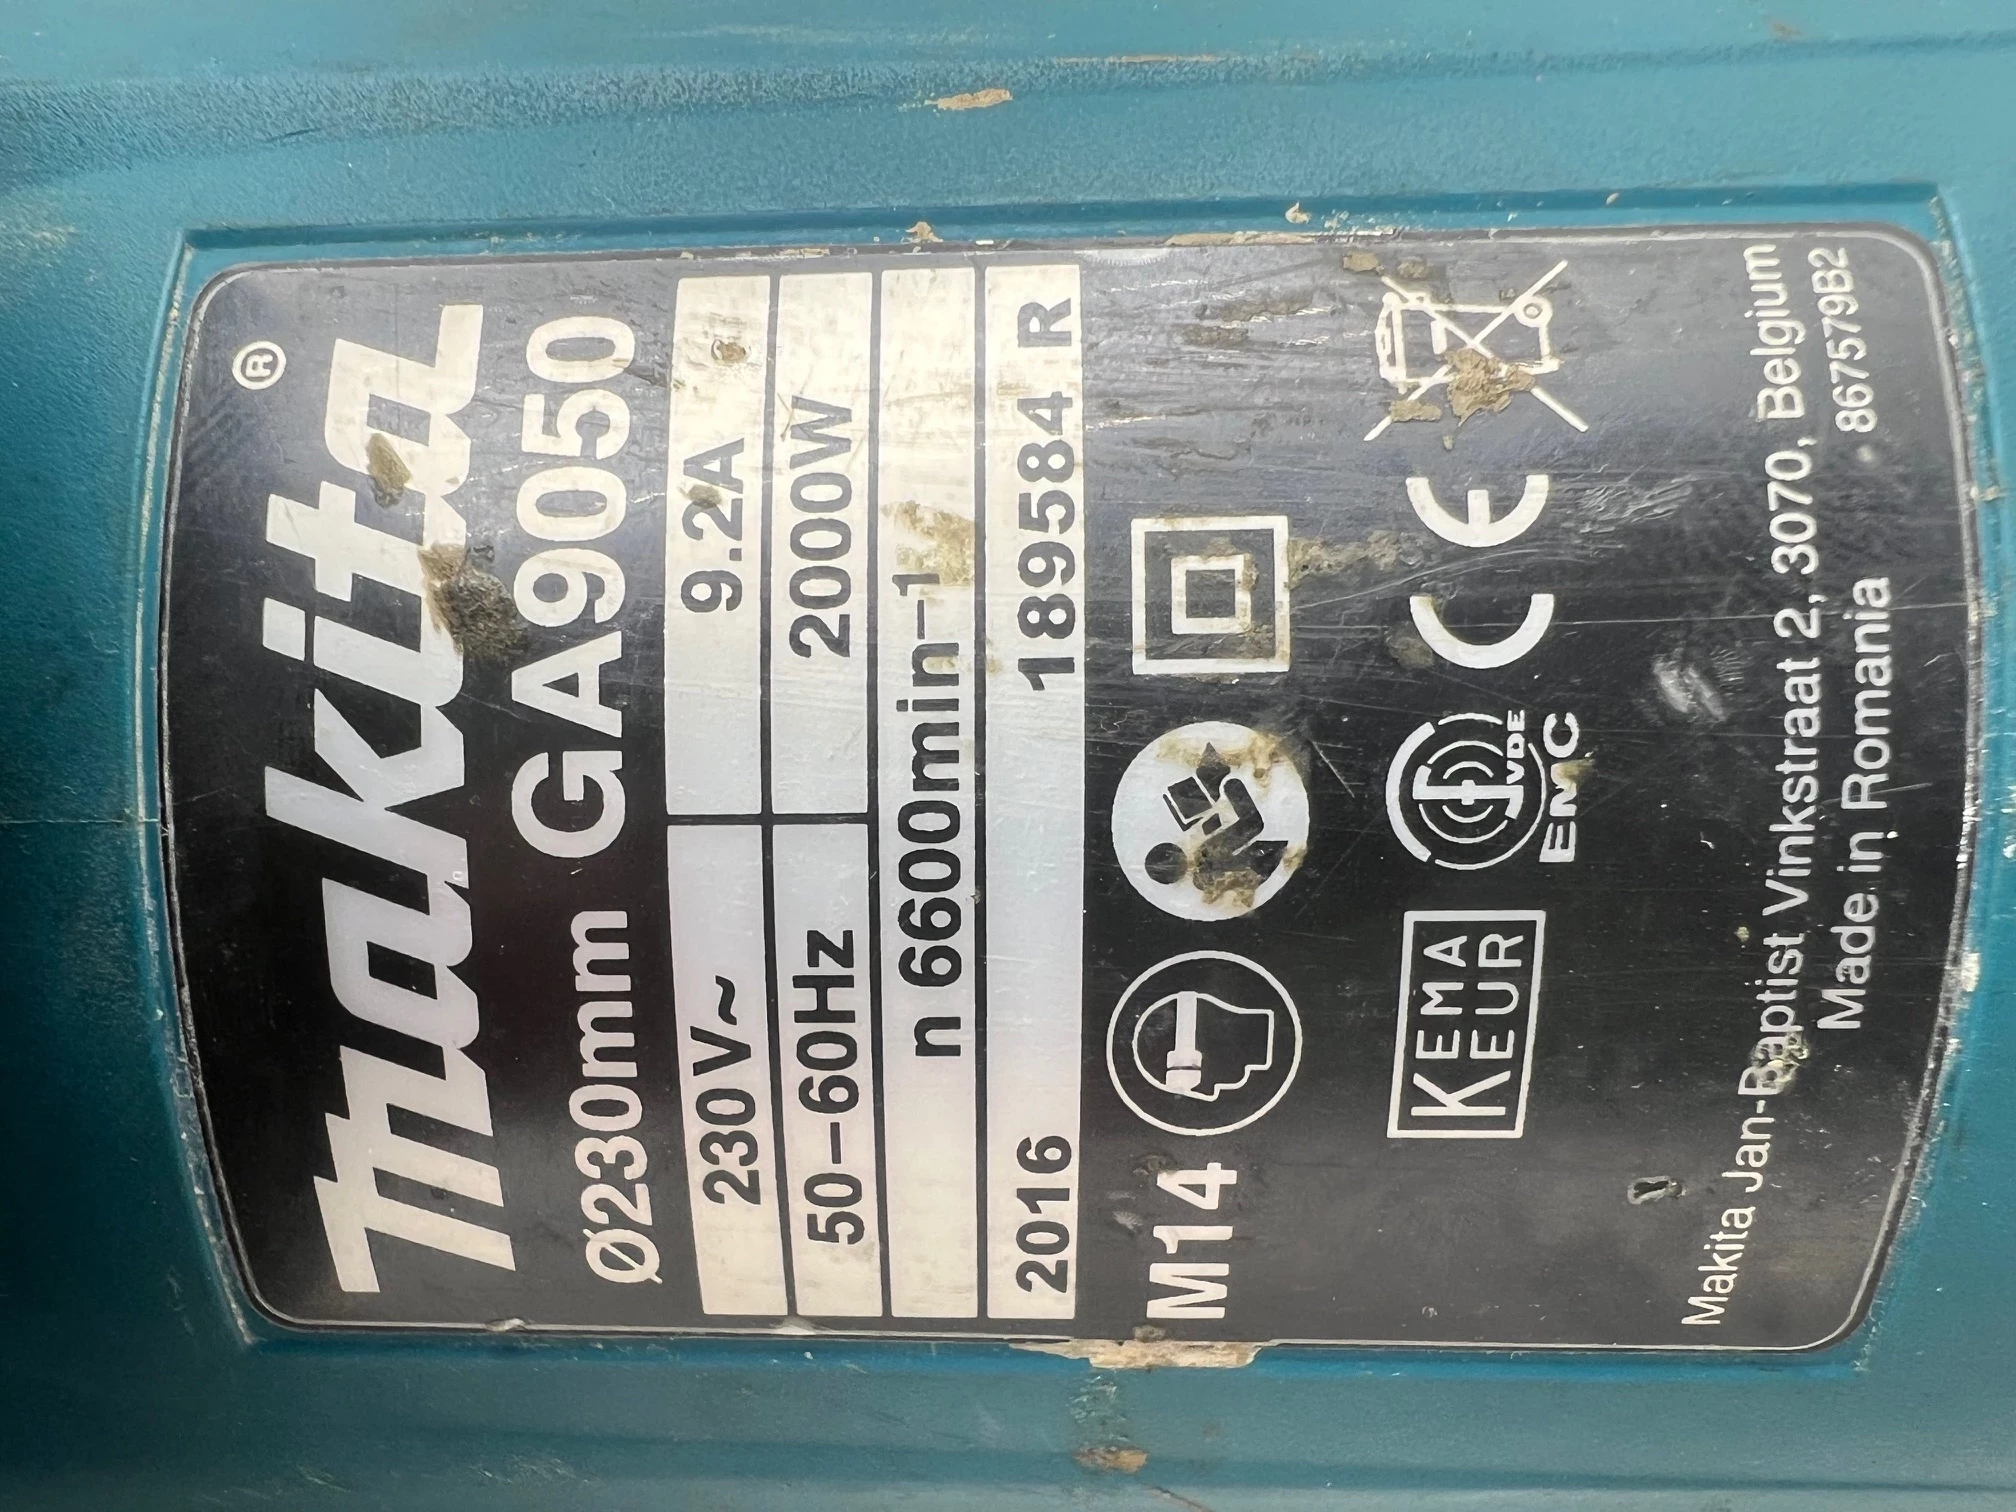 makita®
Ø230mm GA9050
230V~ 9.2A
50–60Hz 2000W
n 6600min⁻¹
2016 189584 R
M14
KEMA
KEUR
VDE
EMC
CE
Makita Jan-Baptist Vinkstraat 2, 3070, Belgium
Made in Romania 867579B2